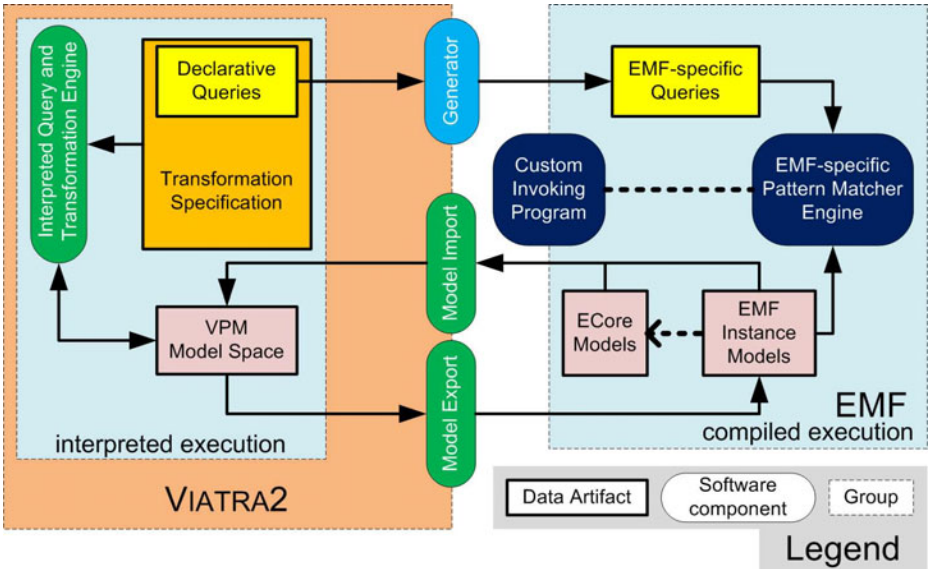 Interpreted Query and
Transformation Engine
Declarative
Queries
Transformation
Specification
VPM
Model Space
interpreted execution
VIATRA2
Generator
Model Import
Model Export
EMF-specific
Queries
Custom
Invoking
Program
EMF-specific
Pattern Matcher
Engine
ECore
Models
EMF
Instance
Models
EMF
compiled execution
Data Artifact
Software
component
Group
Legend